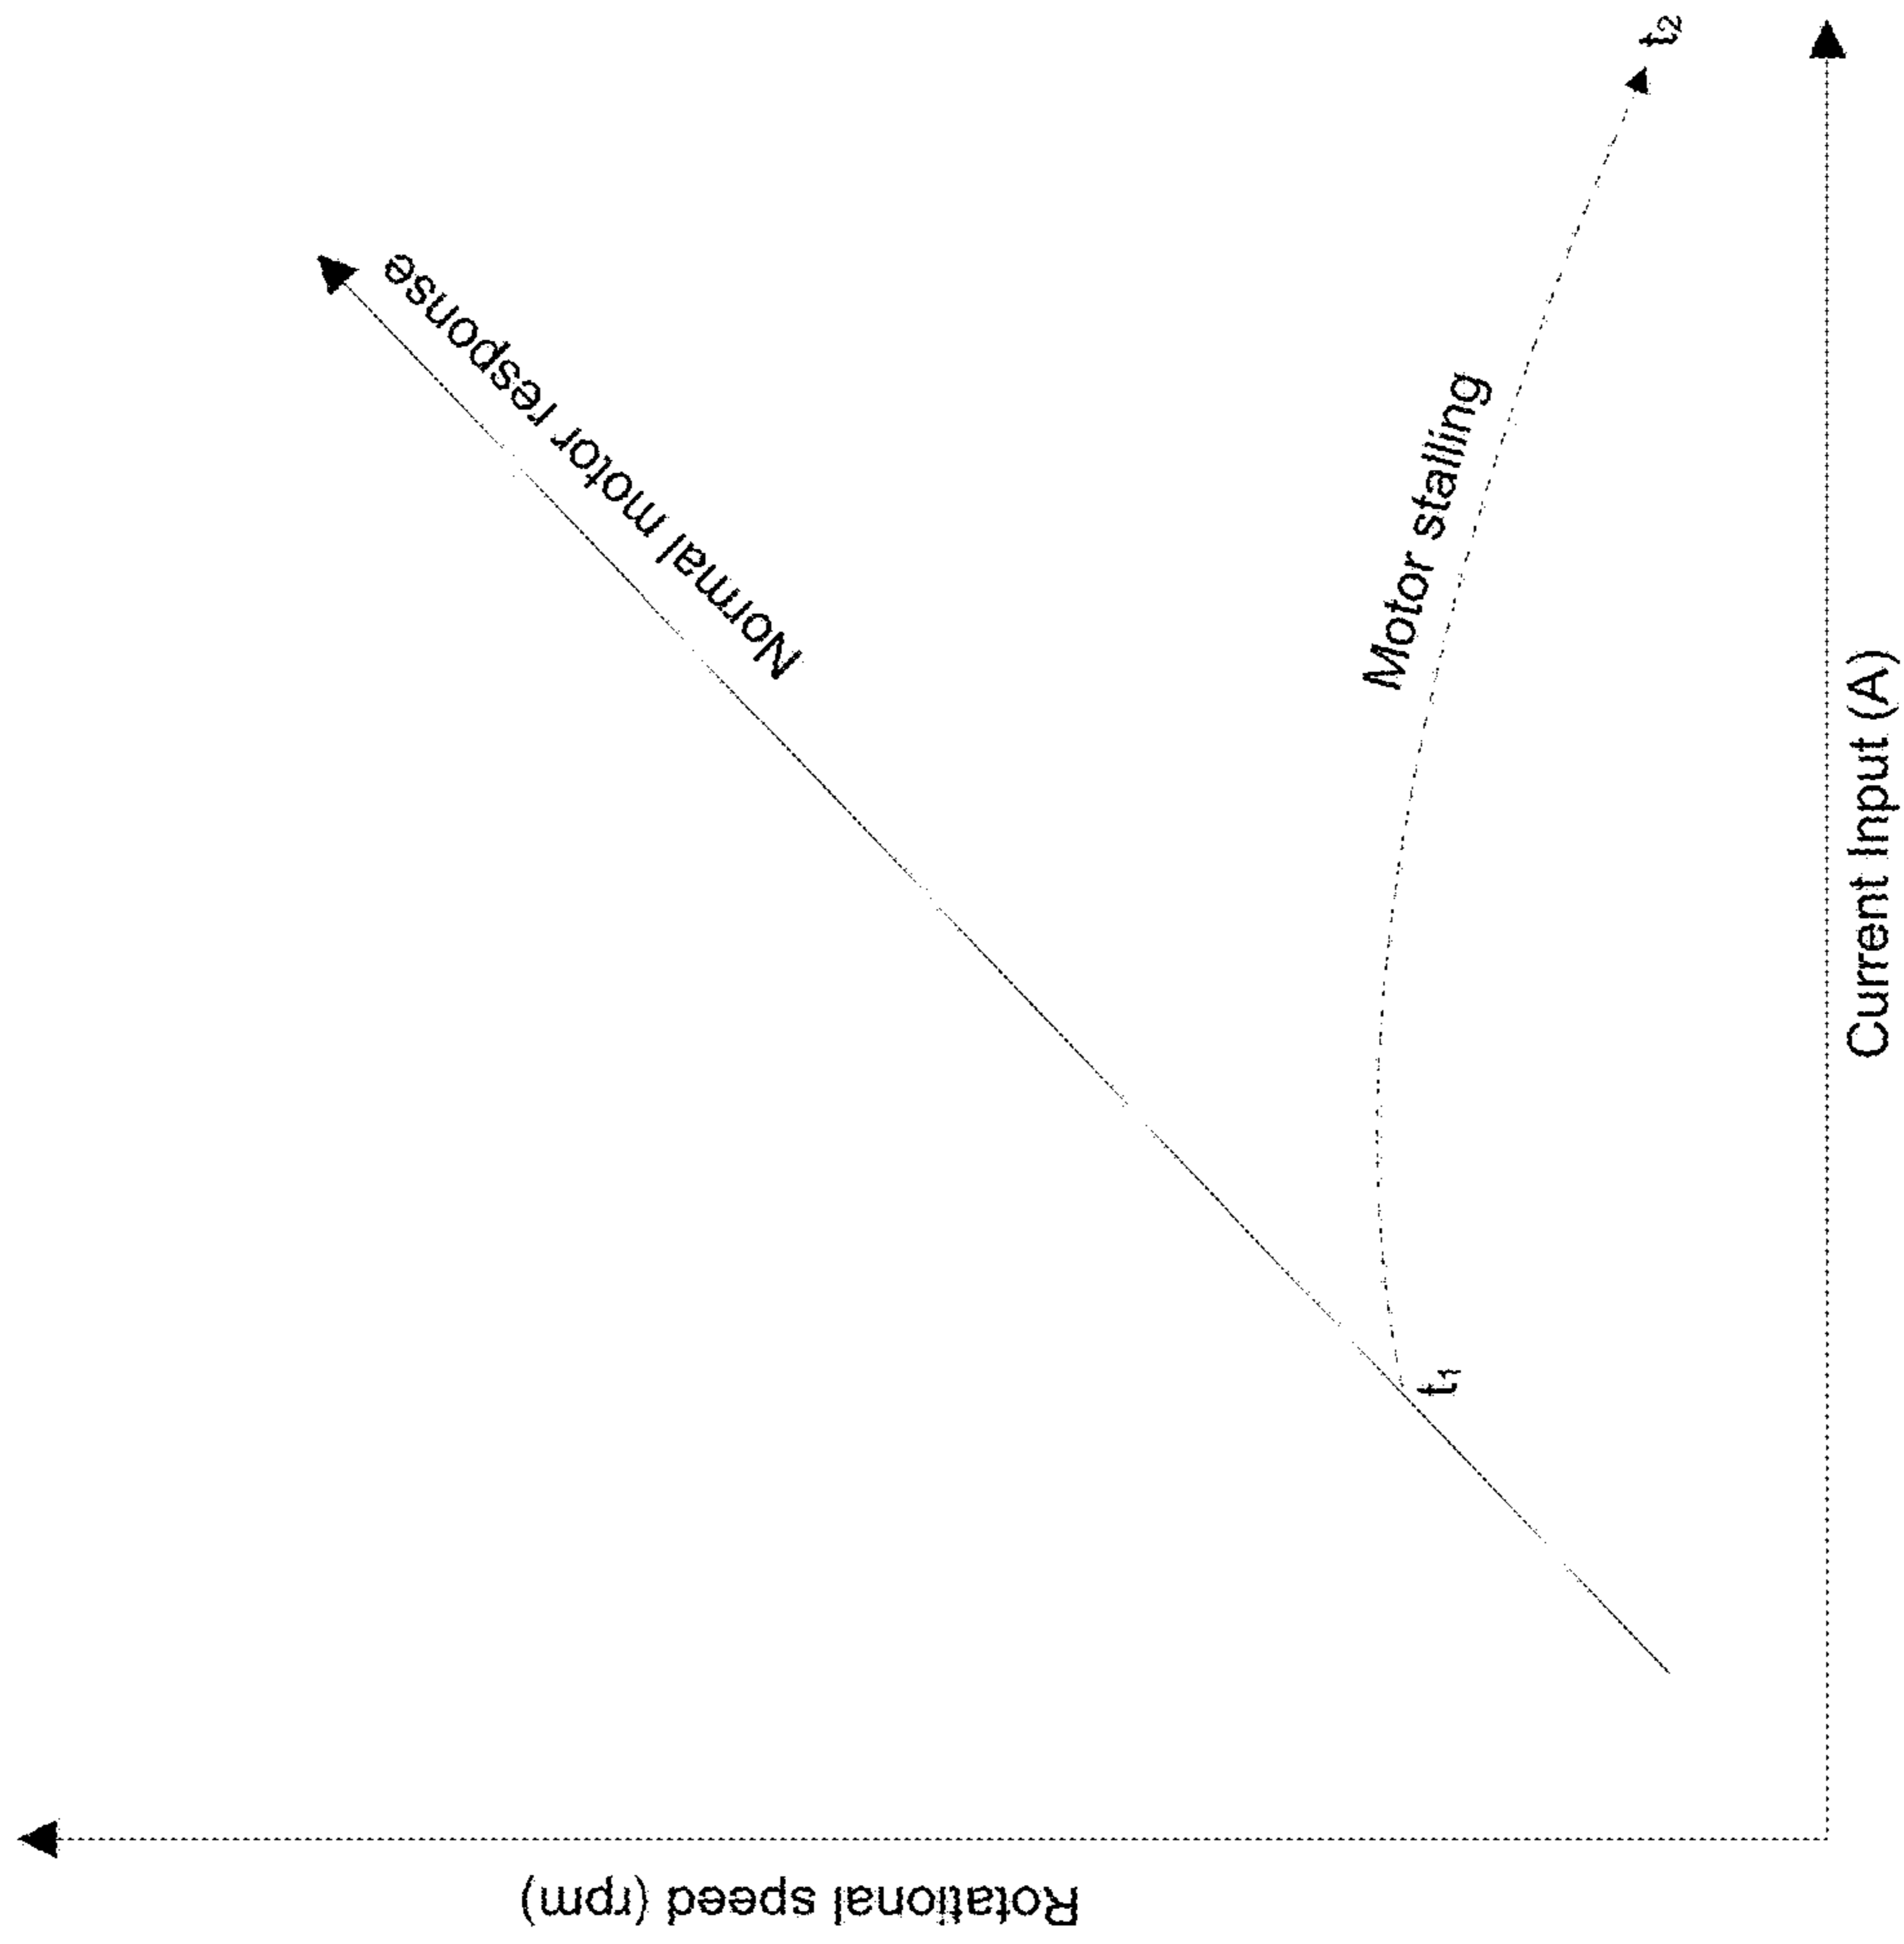 Rotational speed (rpm)
Normal motor response
Motor stalling
t₁
t₂
Current Input (A)